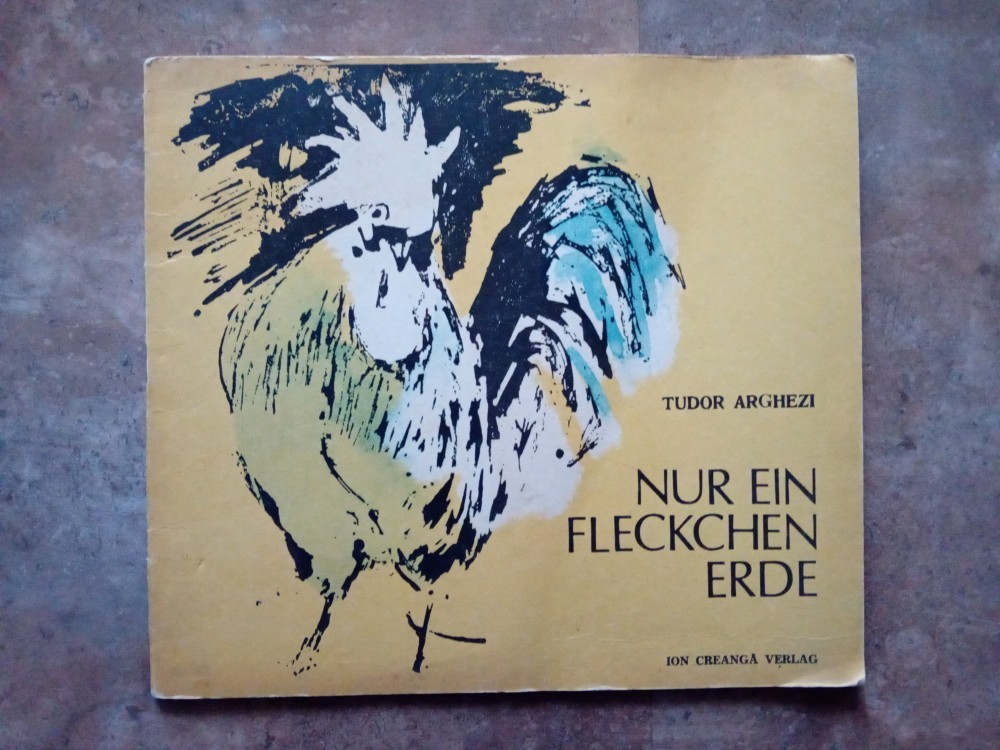 TUDOR ARGHEZI
NUR EIN
FLECKCHEN
ERDE
ION CREANGĂ VERLAG